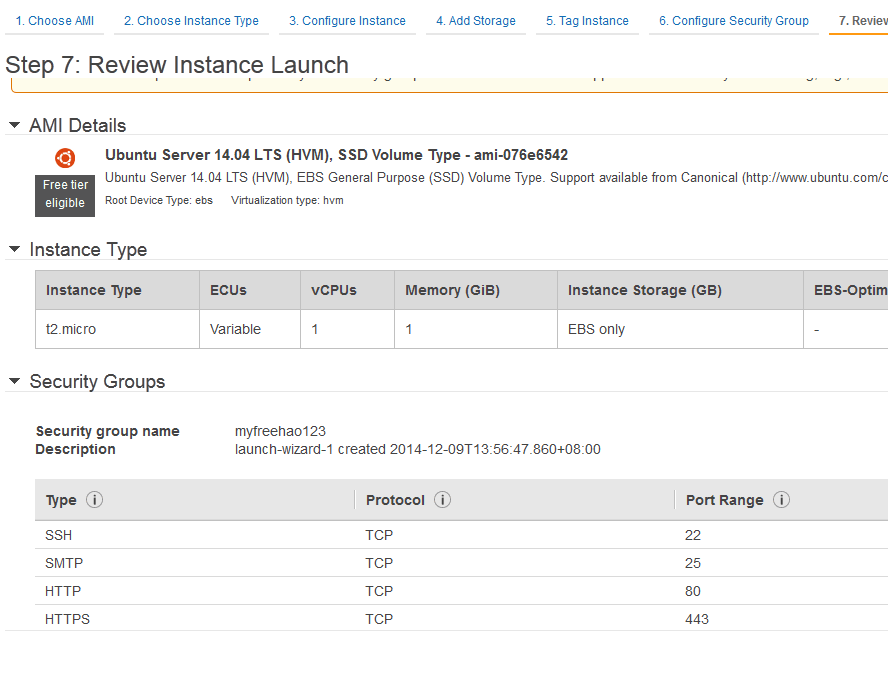 1. Choose AMI 2. Choose Instance Type 3. Configure Instance 4. Add Storage 5. Tag Instance 6. Configure Security Group 7. Review
Step 7: Review Instance Launch
AMI Details
Ubuntu Server 14.04 LTS (HVM), SSD Volume Type - ami-076e6542
Free tier eligible
Ubuntu Server 14.04 LTS (HVM), EBS General Purpose (SSD) Volume Type. Support available from Canonical (http://www.ubuntu.com/c
Root Device Type: ebs Virtualization type: hvm
Instance Type
Instance Type ECUs vCPUs Memory (GiB) Instance Storage (GB) EBS-Optim
t2.micro Variable 1 1 EBS only -
Security Groups
Security group name myfreehao123
Description launch-wizard-1 created 2014-12-09T13:56:47.860+08:00
Type i Protocol i Port Range i
SSH TCP 22
SMTP TCP 25
HTTP TCP 80
HTTPS TCP 443